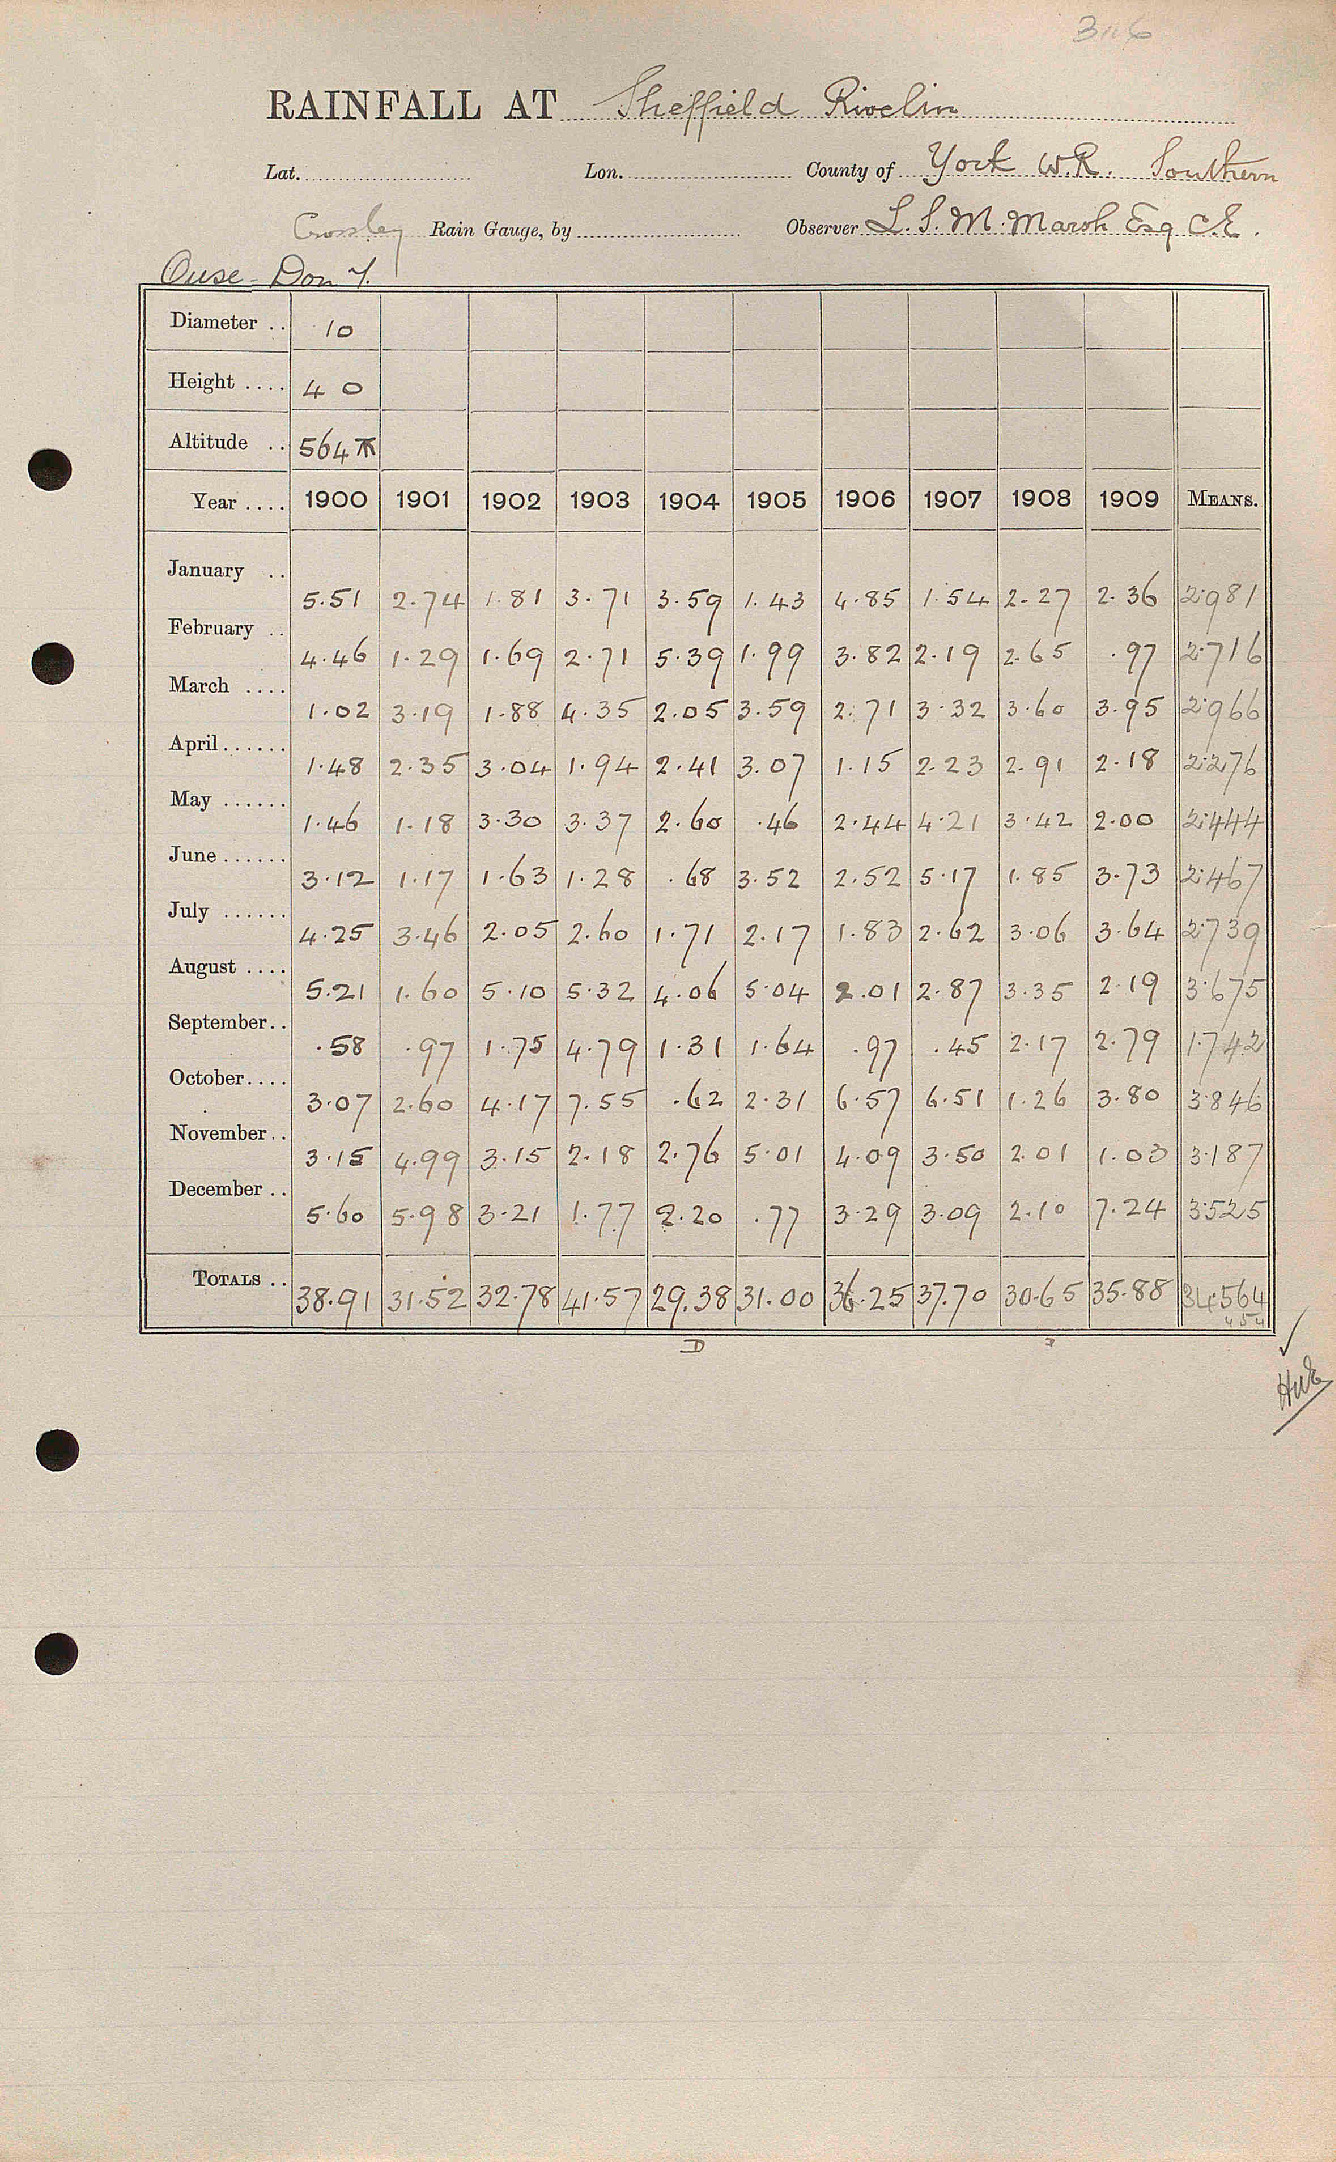 3116
RAINFALL AT Sheffield Rivelin
Lat. Lon. County of York W.R. Southern
Crossley Rain Gauge, by Observer L. S. M. Marsh Esq C.E.
Ouse - Don 7.
Diameter .. 10
Height .... 4 0
Altitude .. 564
Year .... 1900 1901 1902 1903 1904 1905 1906 1907 1908 1909 MEANS.
January .. 5.51 2.74 1.81 3.71 3.59 1.43 4.85 1.54 2.27 2.36 2.981
February .. 4.46 1.29 1.69 2.71 5.39 1.99 3.82 2.19 2.65 .97 2.716
March .... 1.02 3.19 1.88 4.35 2.05 3.59 2.71 3.32 3.60 3.95 2.966
April...... 1.48 2.35 3.04 1.94 2.41 3.07 1.15 2.23 2.91 2.18 2.276
May ...... 1.46 1.18 3.30 3.37 2.60 .46 2.44 4.21 3.42 2.00 2.444
June...... 3.12 1.17 1.63 1.28 .68 3.52 2.52 5.17 1.85 3.73 2.467
July ...... 4.25 3.46 2.05 2.60 1.71 2.17 1.83 2.62 3.06 3.64 2.739
August .... 5.21 1.60 5.10 5.32 4.06 5.04 2.01 2.87 3.35 2.19 3.675
September.. .58 .97 1.75 4.79 1.31 1.64 .97 .45 2.17 2.79 1.742
October.... 3.07 2.60 4.17 7.55 .62 2.31 6.57 6.51 1.26 3.80 3.846
November.. 3.15 4.99 3.15 2.18 2.76 5.01 4.09 3.50 2.01 1.03 3.187
December .. 5.60 5.98 3.21 1.77 2.20 .77 3.29 3.09 2.10 7.24 3.525
TOTALS .. 38.91 31.52 32.78 41.57 29.38 31.00 36.25 37.70 30.65 35.88 34.564
D